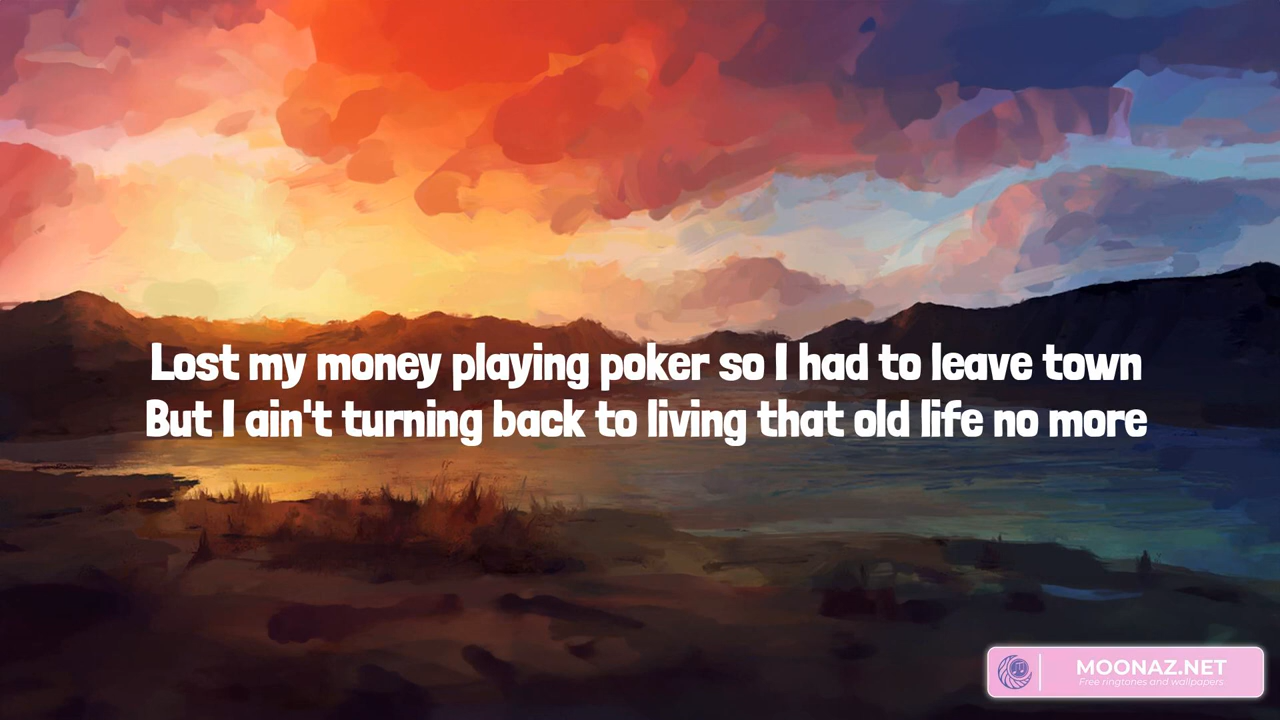 Lost my money playing poker so I had to leave town
But I ain't turning back to living that old life no more
MOONAZ.NET
Free ringtones and wallpapers